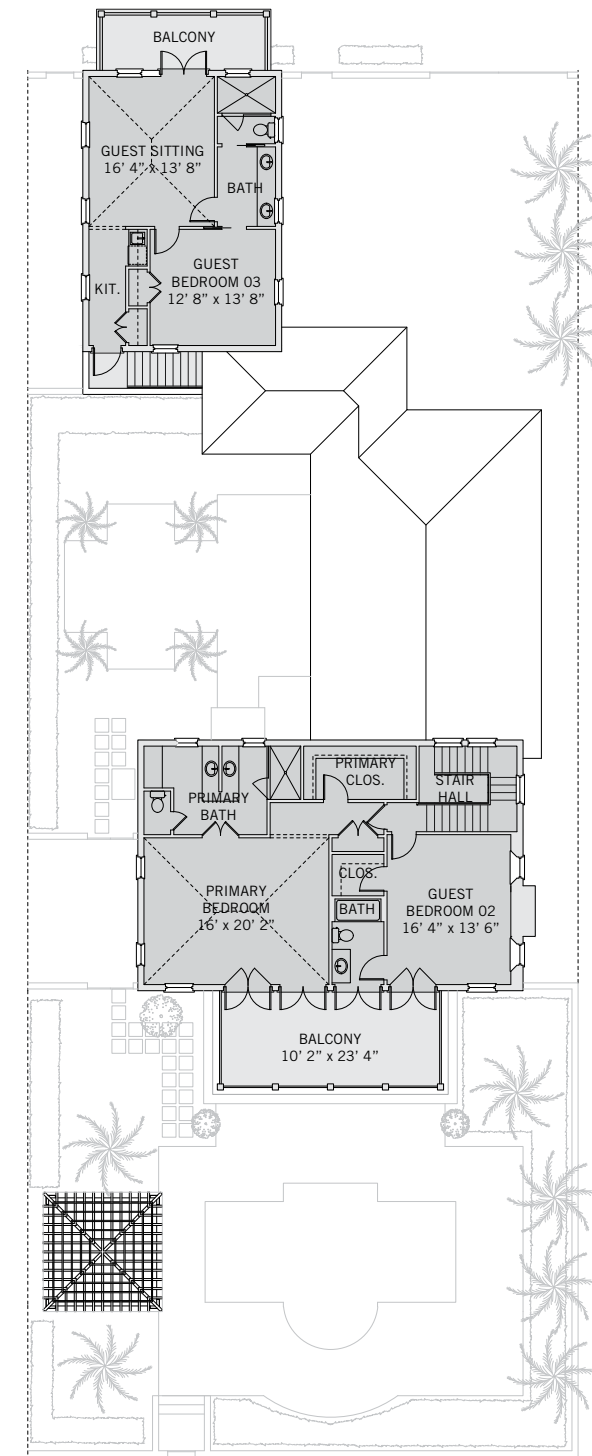 BALCONY
GUEST SITTING
16' 4" x 13' 8"
BATH
GUEST
BEDROOM 03
12' 8" x 13' 8"
KIT.
PRIMARY
CLOS.
STAIR
HALL
PRIMARY
BATH
CLOS.
PRIMARY
BEDROOM
16' x 20' 2"
BATH
GUEST
BEDROOM 02
16' 4" x 13' 6"
BALCONY
10' 2" x 23' 4"